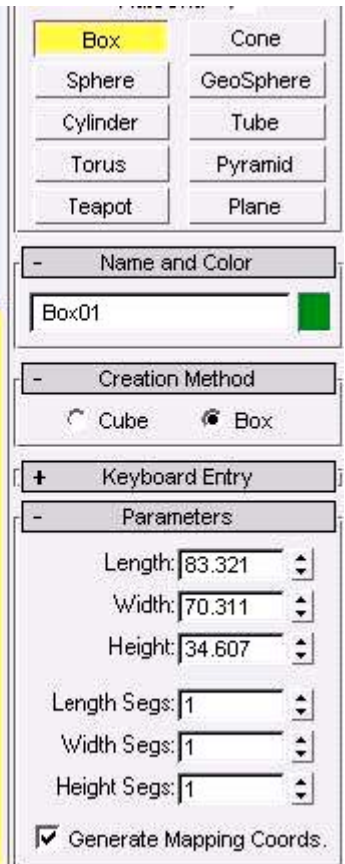 Box Cone
Sphere GeoSphere
Cylinder Tube
Torus Pyramid
Teapot Plane
- Name and Color
Box01
- Creation Method
Cube Box
+ Keyboard Entry
- Parameters
Length: 83.321
Width: 70.311
Height: 34.607
Length Segs: 1
Width Segs: 1
Height Segs: 1
Generate Mapping Coords.